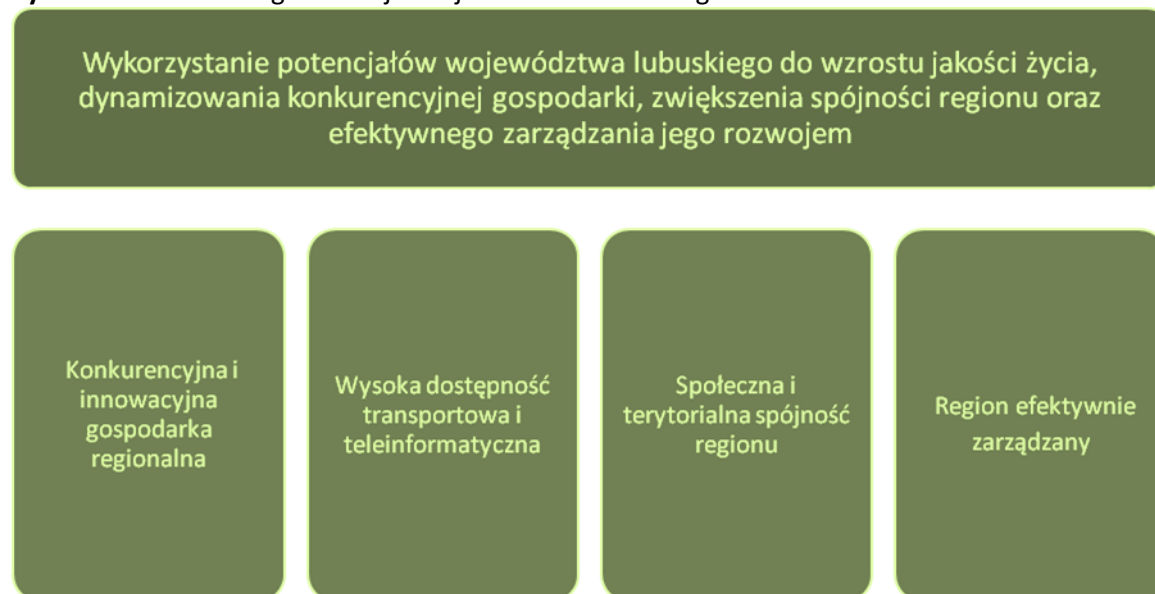 Wykorzystanie potencjałów województwa lubuskiego do wzrostu jakości życia,
dynamizowania konkurencyjnej gospodarki, zwiększenia spójności regionu oraz
efektywnego zarządzania jego rozwojem
Konkurencyjna i
innowacyjna
gospodarka
regionalna
Wysoka dostępność
transportowa i
teleinformatyczna
Społeczna i
terytorialna spójność
regionu
Region efektywnie
zarządzany